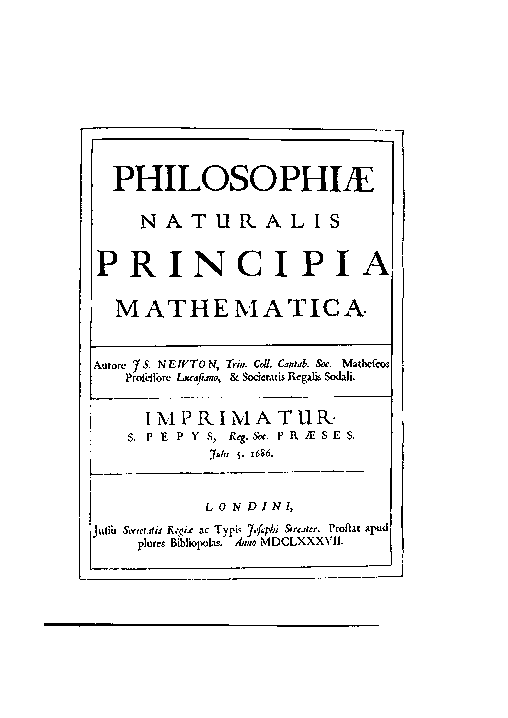 PHILOSOPHIÆ
NATURALIS
PRINCIPIA
MATHEMATICA.
Autore J S. NEWTON, Trin. Coll. Cantab. Soc. Matheseos
Professore Lucasiano, & Societatis Regalis Sodali.
IMPRIMATUR.
S. PEPYS, Reg. Soc. PRÆSES.
Julii 5. 1686.
LONDINI,
Jussu Societatis Regiæ ac Typis Josephi Streater. Prostat apud
plures Bibliopolas. Anno MDCLXXXVII.